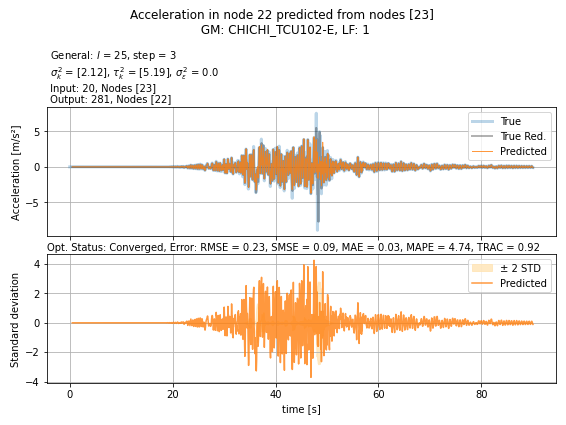 Acceleration in node 22 predicted from nodes [23]
GM: CHICHI_TCU102-E, LF: 1
General: l = 25, step = 3
σ²ₖ = [2.12], τ²ₖ = [5.19], σ²ε = 0.0
Input: 20, Nodes [23]
Output: 281, Nodes [22]
Acceleration [m/s²]
5
0
−5
True
True Red.
Predicted
Opt. Status: Converged, Error: RMSE = 0.23, SMSE = 0.09, MAE = 0.03, MAPE = 4.74, TRAC = 0.92
Standard deviation
4
2
0
−2
−4
± 2 STD
Predicted
0 20 40 60 80
time [s]